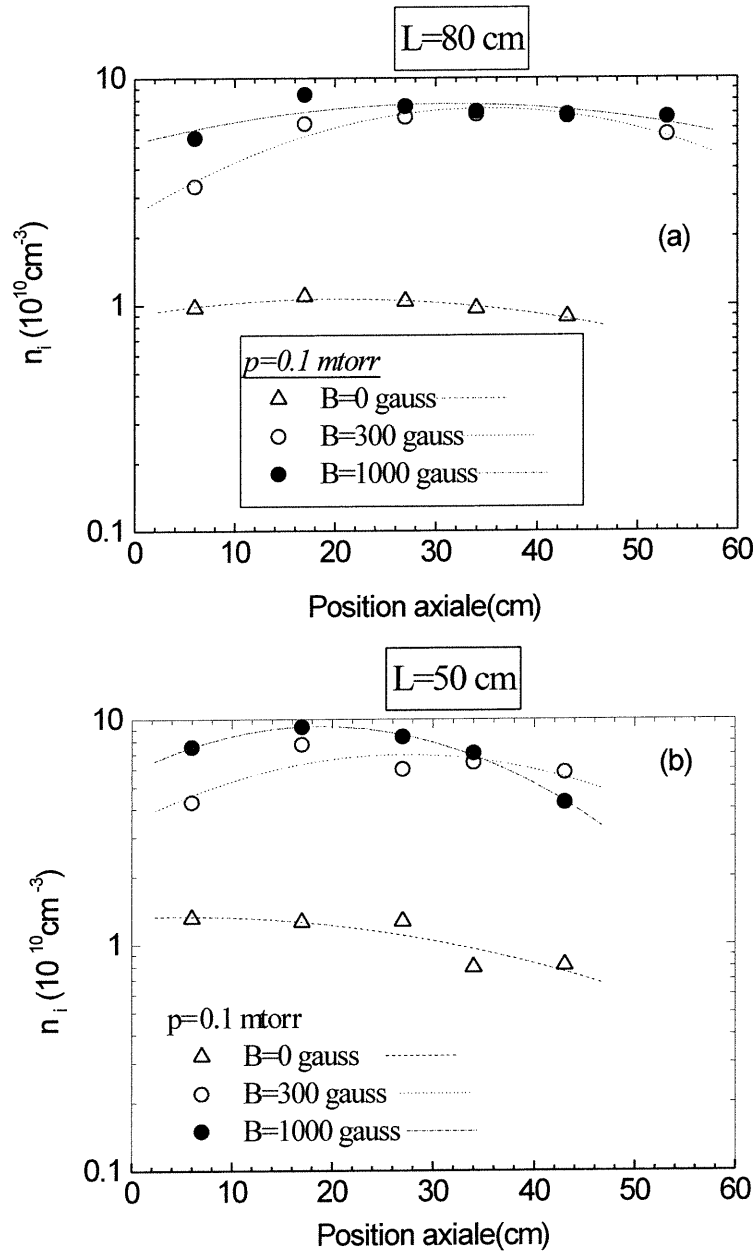 L=80 cm
10
1
0.1
n_i (10^10 cm^-3)
(a)
p=0.1 mtorr
B=0 gauss
B=300 gauss
B=1000 gauss
0 10 20 30 40 50 60
Position axiale(cm)
L=50 cm
10
1
0.1
n_i (10^10 cm^-3)
(b)
p=0.1 mtorr
B=0 gauss
B=300 gauss
B=1000 gauss
0 10 20 30 40 50 60
Position axiale(cm)